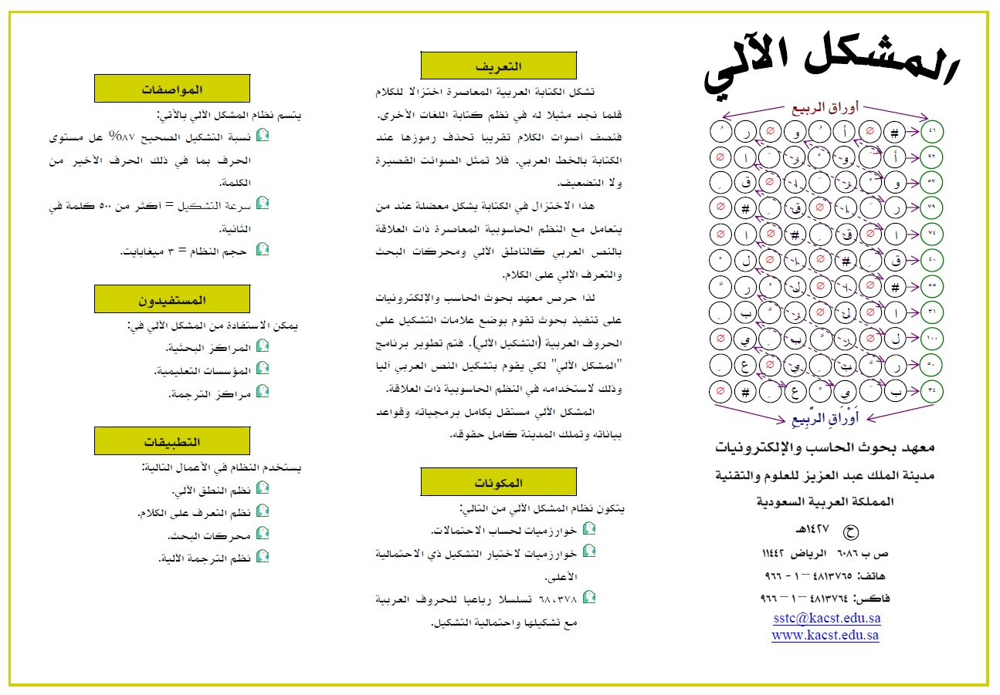 المشكل الآلي
أوراق الربيع
٤١ # ∅ أ ُ و ∅ ر ُ
٩٢ أ َ و ْ ر َ ا ∅
٥٧ و ْ ر َ ا ∅ ق ِ
٧٩ ر َ ا ∅ ق ِ # ∅
٧٤ ا ∅ ق ِ # ∅ ا ∅
٤٠ ق ِ # ∅ ا ∅ ل ْ
٥٥ # ∅ ا ∅ ل ْ ر َّ
٣١ ا ∅ ل ∅ ر َّ ب ِ
١٠٠ ل ∅ ر َّ ب ِ ي ∅
٥٠ ر َّ ب ِ ي ∅ ع ِ
٣٤ ب َ ي ْ ع ِ # ∅
أَوْرَاقِ الرَّبِيعِ
معهد بحوث الحاسب والإلكترونيات
مدينة الملك عبد العزيز للعلوم والتقنية
المملكة العربية السعودية
ح ١٤٢٧هـ
ص ب ٦٠٨٦ الرياض ١١٤٤٢
هاتف: ٤٨١٣٧٦٥ – ١ - ٩٦٦
فاكس: ٤٨١٣٧٦٤ – ١ – ٩٦٦
sstc@kacst.edu.sa
www.kacst.edu.sa
التعريف
تشكل الكتابة العربية المعاصرة اختزالا للكلام
قلما نجد مثيلا له في نظم كتابة اللغات الأخرى.
فنصف أصوات الكلام تقريبا تحذف رموزها عند
الكتابة بالخط العربي. فلا تمثل الصوائت القصيرة
ولا التضعيف.
هذا الاختزال في الكتابة يشكل معضلة عند من
يتعامل مع النظم الحاسوبية المعاصرة ذات العلاقة
بالنص العربي كالناطق الآلي ومحركات البحث
والتعرف الآلي على الكلام.
لذا حرص معهد بحوث الحاسب والإلكترونيات
على تنفيذ بحوث تقوم بوضع علامات التشكيل على
الحروف العربية (التشكيل الآلي). فتم تطوير برنامج
"المشكل الآلي" لكي يقوم بتشكيل النص العربي آليا
وذلك لاستخدامه في النظم الحاسوبية ذات العلاقة.
المشكل الآلي مستقل بكامل برمجياته وقواعد
بياناته وتملك المدينة كامل حقوقه.
المكونات
يتكون نظام المشكل الآلي من التالي:
خوارزميات لحساب الاحتمالات.
خوارزميات لاختيار التشكيل ذي الاحتمالية
الأعلى.
٦٨،٣٧٨ تسلسلا رباعيا للحروف العربية
مع تشكيلها واحتمالية التشكيل.
المواصفات
يتسم نظام المشكل الآلي بالآتي:
نسبة التشكيل الصحيح ٨٧% عل مستوى
الحرف بما في ذلك الحرف الأخير من
الكلمة.
سرعة التشكيل = أكثر من ٥٠٠ كلمة في
الثانية.
حجم النظام = ٣ ميغابايت.
المستفيدون
يمكن الاستفادة من المشكل الآلي في:
المراكز البحثية.
المؤسسات التعليمية.
مراكز الترجمة.
التطبيقات
يستخدم النظام في الأعمال التالية:
نظم النطق الآلي.
نظم التعرف على الكلام.
محركات البحث.
نظم الترجمة الآلية.